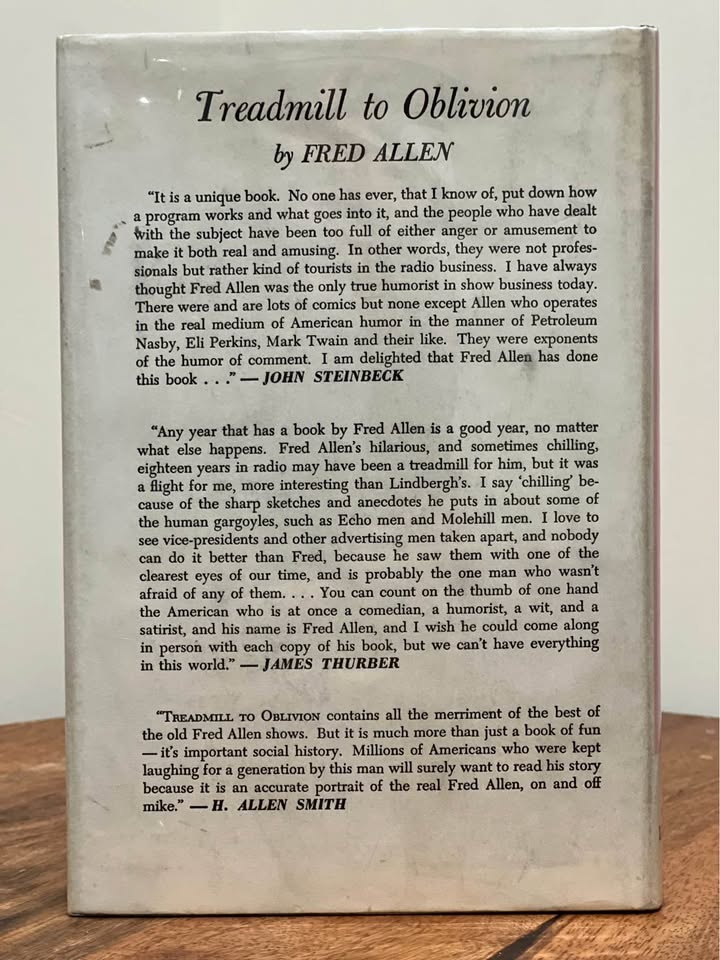 Treadmill to Oblivion
by FRED ALLEN
“It is a unique book. No one has ever, that I know of, put down how
a program works and what goes into it, and the people who have dealt
with the subject have been too full of either anger or amusement to
make it both real and amusing. In other words, they were not profes-
sionals but rather kind of tourists in the radio business. I have always
thought Fred Allen was the only true humorist in show business today.
There were and are lots of comics but none except Allen who operates
in the real medium of American humor in the manner of Petroleum
Nasby, Eli Perkins, Mark Twain and their like. They were exponents
of the humor of comment. I am delighted that Fred Allen has done
this book . . .” — JOHN STEINBECK
“Any year that has a book by Fred Allen is a good year, no matter
what else happens. Fred Allen’s hilarious, and sometimes chilling,
eighteen years in radio may have been a treadmill for him, but it was
a flight for me, more interesting than Lindbergh’s. I say ‘chilling’ be-
cause of the sharp sketches and anecdotes he puts in about some of
the human gargoyles, such as Echo men and Molehill men. I love to
see vice-presidents and other advertising men taken apart, and nobody
can do it better than Fred, because he saw them with one of the
clearest eyes of our time, and is probably the one man who wasn’t
afraid of any of them. . . . You can count on the thumb of one hand
the American who is at once a comedian, a humorist, a wit, and a
satirist, and his name is Fred Allen, and I wish he could come along
in person with each copy of his book, but we can’t have everything
in this world.” — JAMES THURBER
“TREADMILL TO OBLIVION contains all the merriment of the best of
the old Fred Allen shows. But it is much more than just a book of fun
— it’s important social history. Millions of Americans who were kept
laughing for a generation by this man will surely want to read his story
because it is an accurate portrait of the real Fred Allen, on and off
mike.” — H. ALLEN SMITH